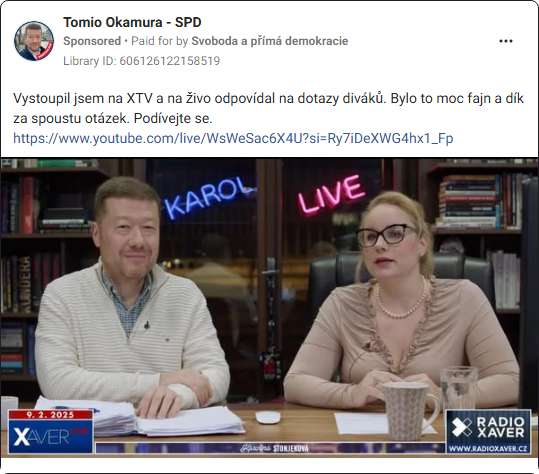 Tomio Okamura - SPD
Sponsored • Paid for by Svoboda a přímá demokracie
Library ID: 606126122158519
Vystoupil jsem na XTV a na živo odpovídal na dotazy diváků. Bylo to moc fajn a dík
za spoustu otázek. Podívejte se.
https://www.youtube.com/live/WsWeSac6X4U?si=Ry7iDeXWG4hx1_Fp
KAROL LIVE
9. 2. 2025
XAVER LIVE
STONJEKOVÁ
RADIO
XAVER
WWW.RADIOXAVER.CZ